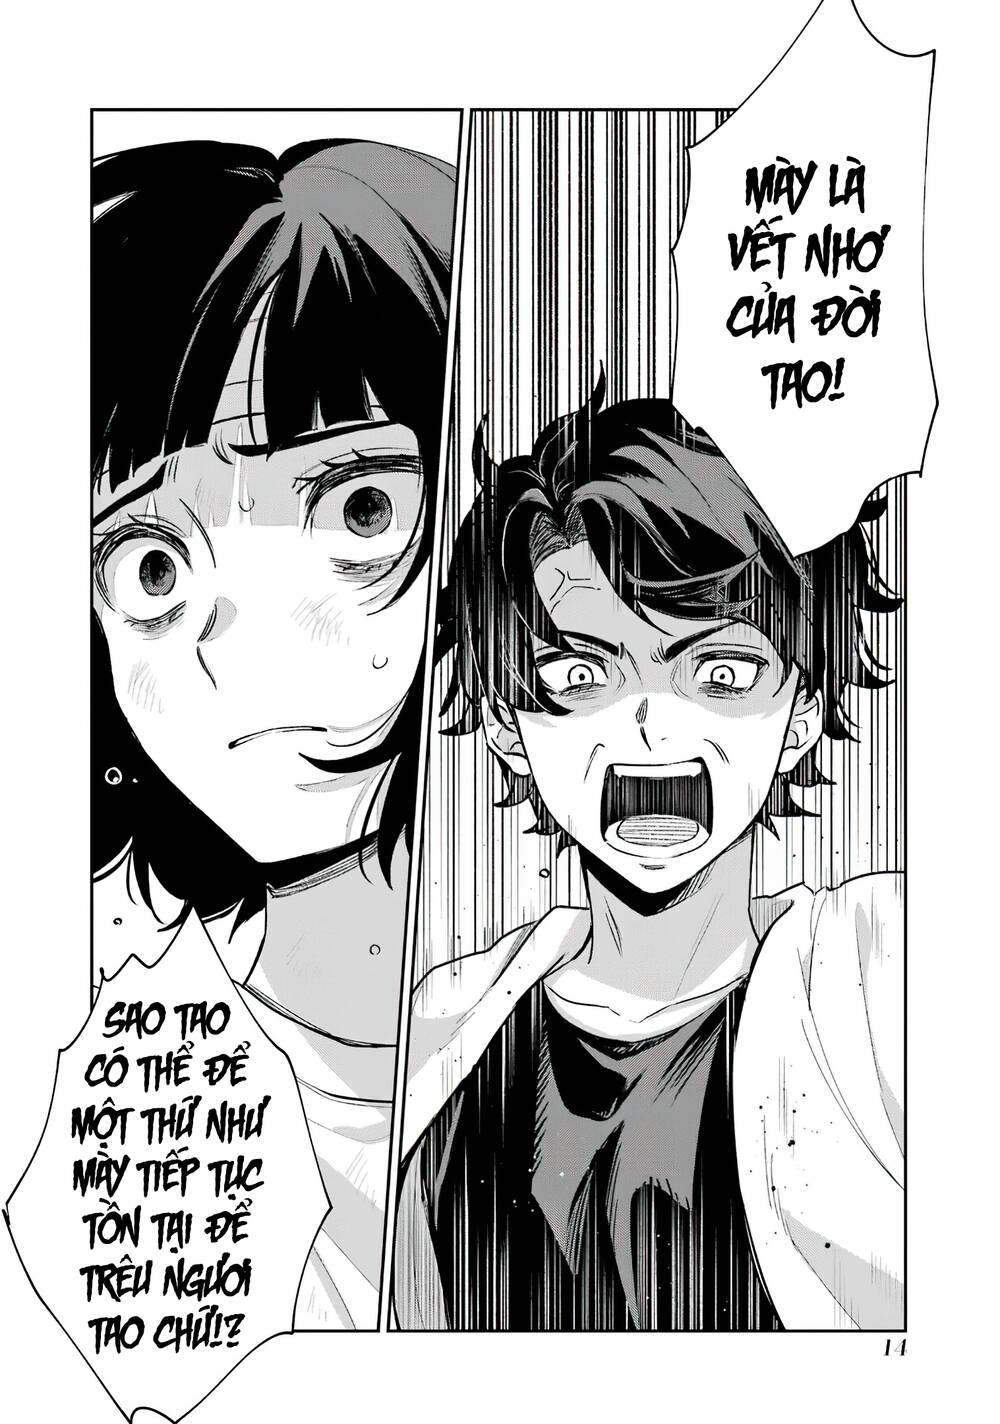 MÀY LÀ
VẾT NHƠ
CỦA ĐỜI
TAO!
SAO TAO
CÓ THỂ ĐỂ
MỘT THỨ NHƯ
MÀY TIẾP TỤC
TỒN TẠI ĐỂ
TRÊU NGƯƠI
TAO CHỨ!?
14